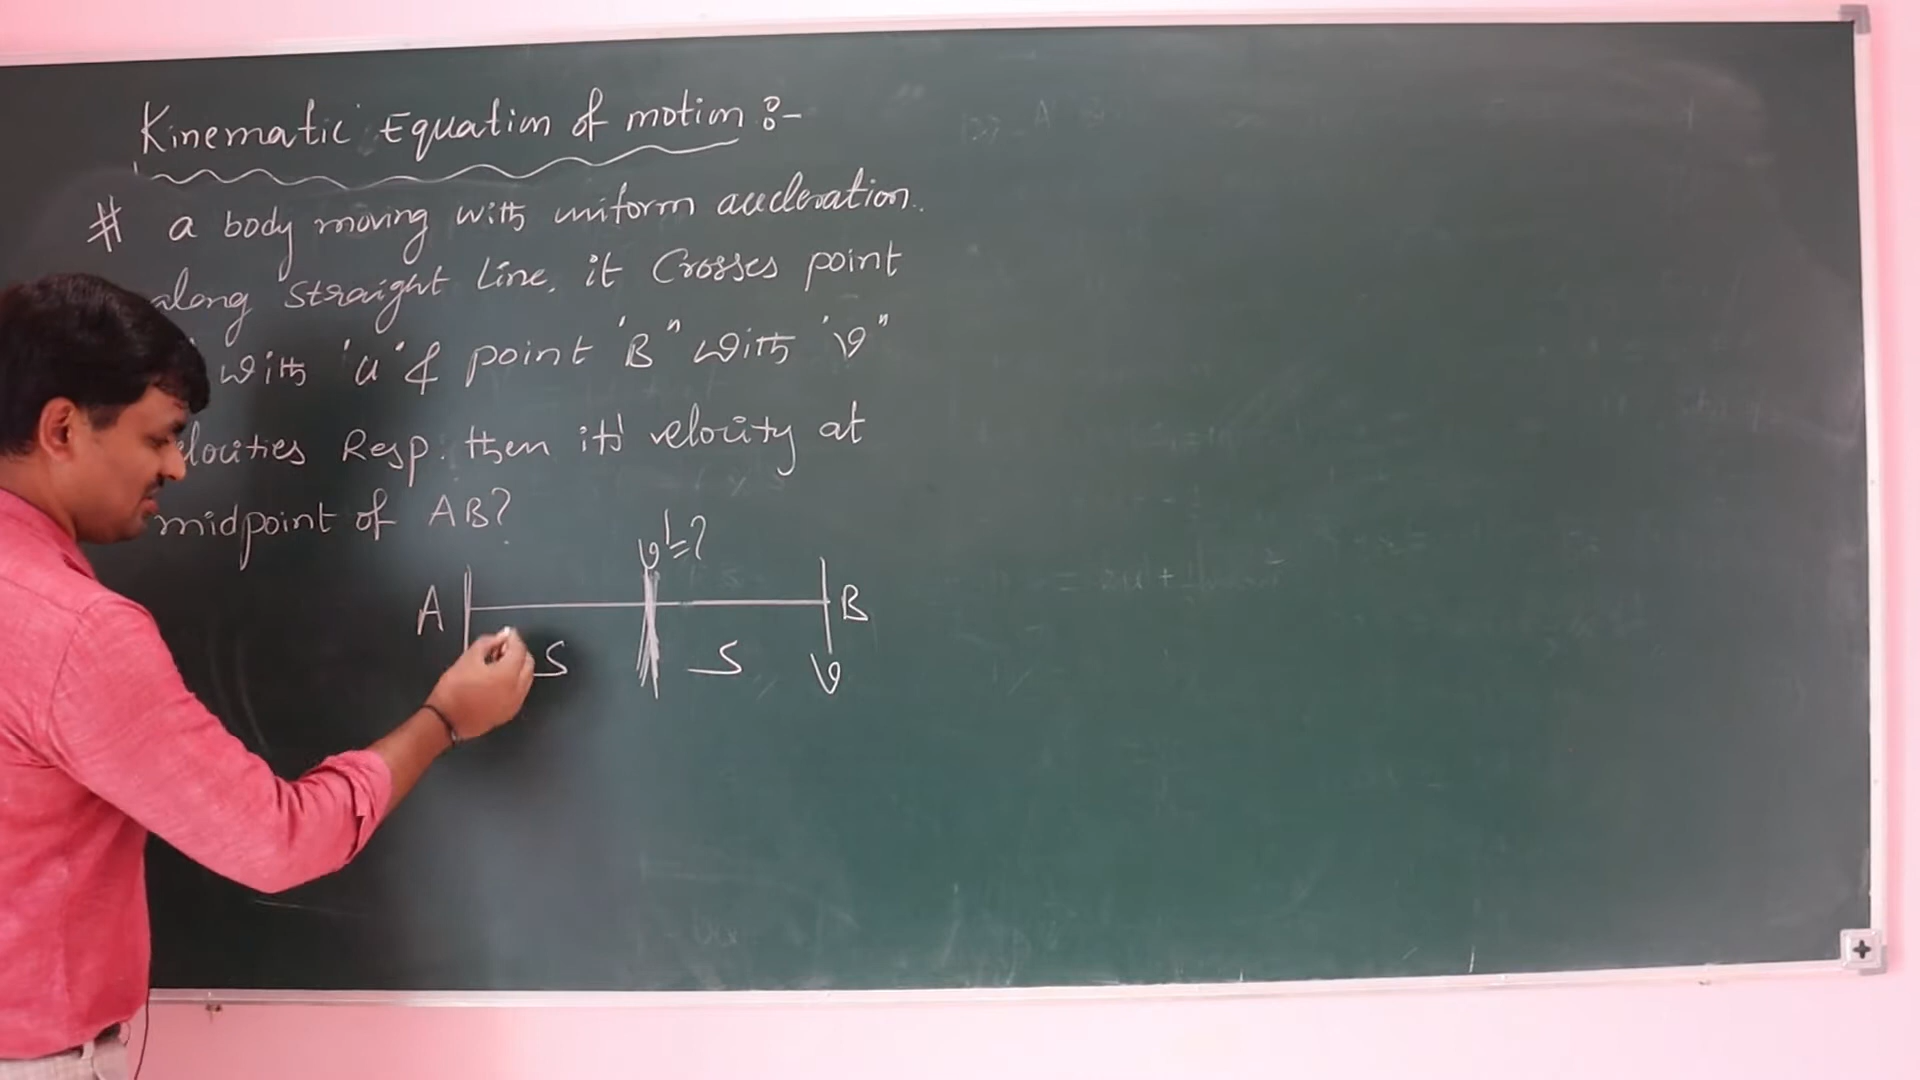 Kinematic Equation of motion :-
# a body moving with uniform acceleration.
along straight line. it Crosses point
with 'u' & point 'B" with 'v"
locities Resp. then its velocity at
midpoint of AB?
v'=?
A B
S S
v